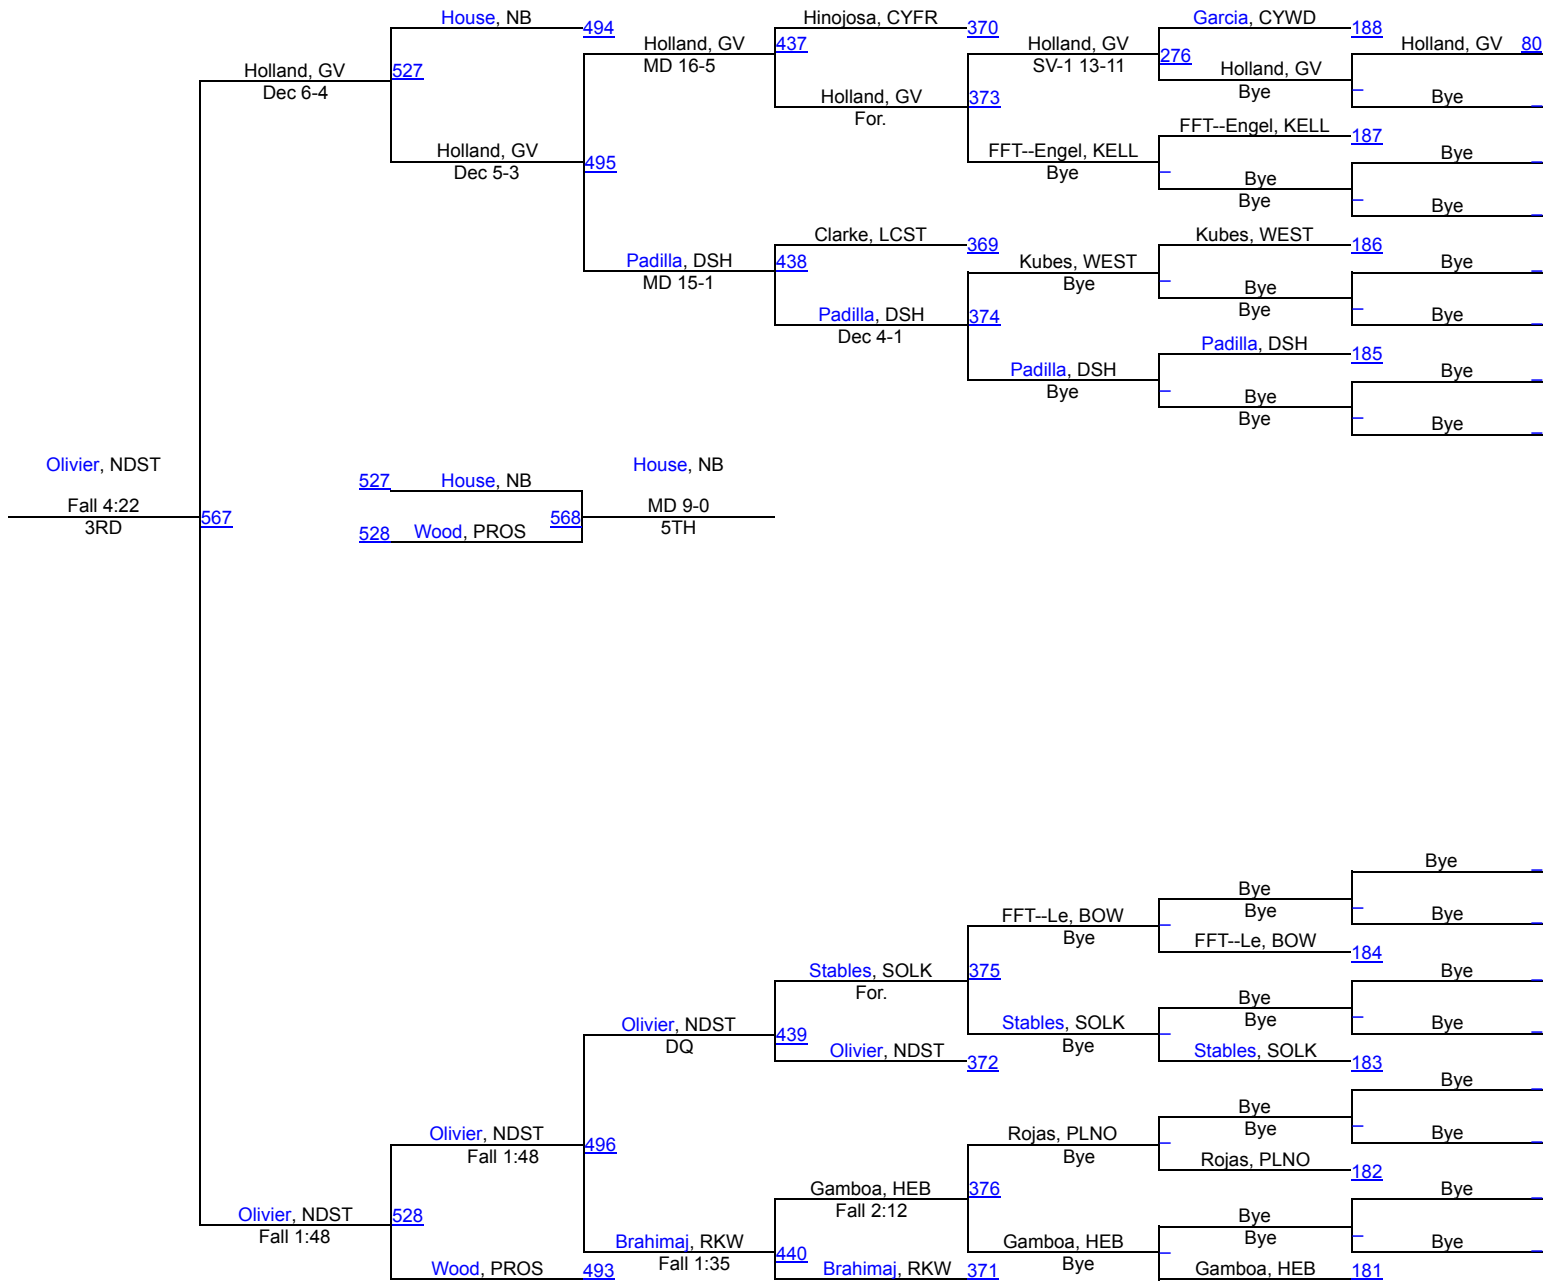 House, NB
494
Hinojosa, CYFR
370
Garcia, CYWD
188
Holland, GV
MD 16-5
437
Holland, GV
SV-1 13-11
276
Holland, GV
80
Holland, GV
Dec 6-4
527
Holland, GV
Bye
Bye
Holland, GV
For.
373
FFT--Engel, KELL
187
Holland, GV
Dec 5-3
495
FFT--Engel, KELL
Bye
Bye
Bye
Bye
Bye
Clarke, LCST
369
Kubes, WEST
186
Padilla, DSH
MD 15-1
438
Kubes, WEST
Bye
Bye
Bye
Bye
Bye
Padilla, DSH
Dec 4-1
374
Padilla, DSH
185
Padilla, DSH
Bye
Bye
Bye
Bye
Bye
Olivier, NDST
Fall 4:22
3RD
567
527
House, NB
528
Wood, PROS
568
House, NB
MD 9-0
5TH
Bye
Bye
Bye
Bye
FFT--Le, BOW
Bye
FFT--Le, BOW
184
Stables, SOLK
For.
375
Bye
Bye
Bye
Bye
Olivier, NDST
DQ
439
Stables, SOLK
Bye
Olivier, NDST
372
Stables, SOLK
183
Bye
Bye
Bye
Bye
Olivier, NDST
Fall 1:48
496
Rojas, PLNO
Bye
Rojas, PLNO
182
Gamboa, HEB
Fall 2:12
376
Bye
Bye
Bye
Bye
Olivier, NDST
Fall 1:48
528
Brahimaj, RKW
Fall 1:35
440
Gamboa, HEB
Bye
Wood, PROS
493
Brahimaj, RKW
371
Gamboa, HEB
181